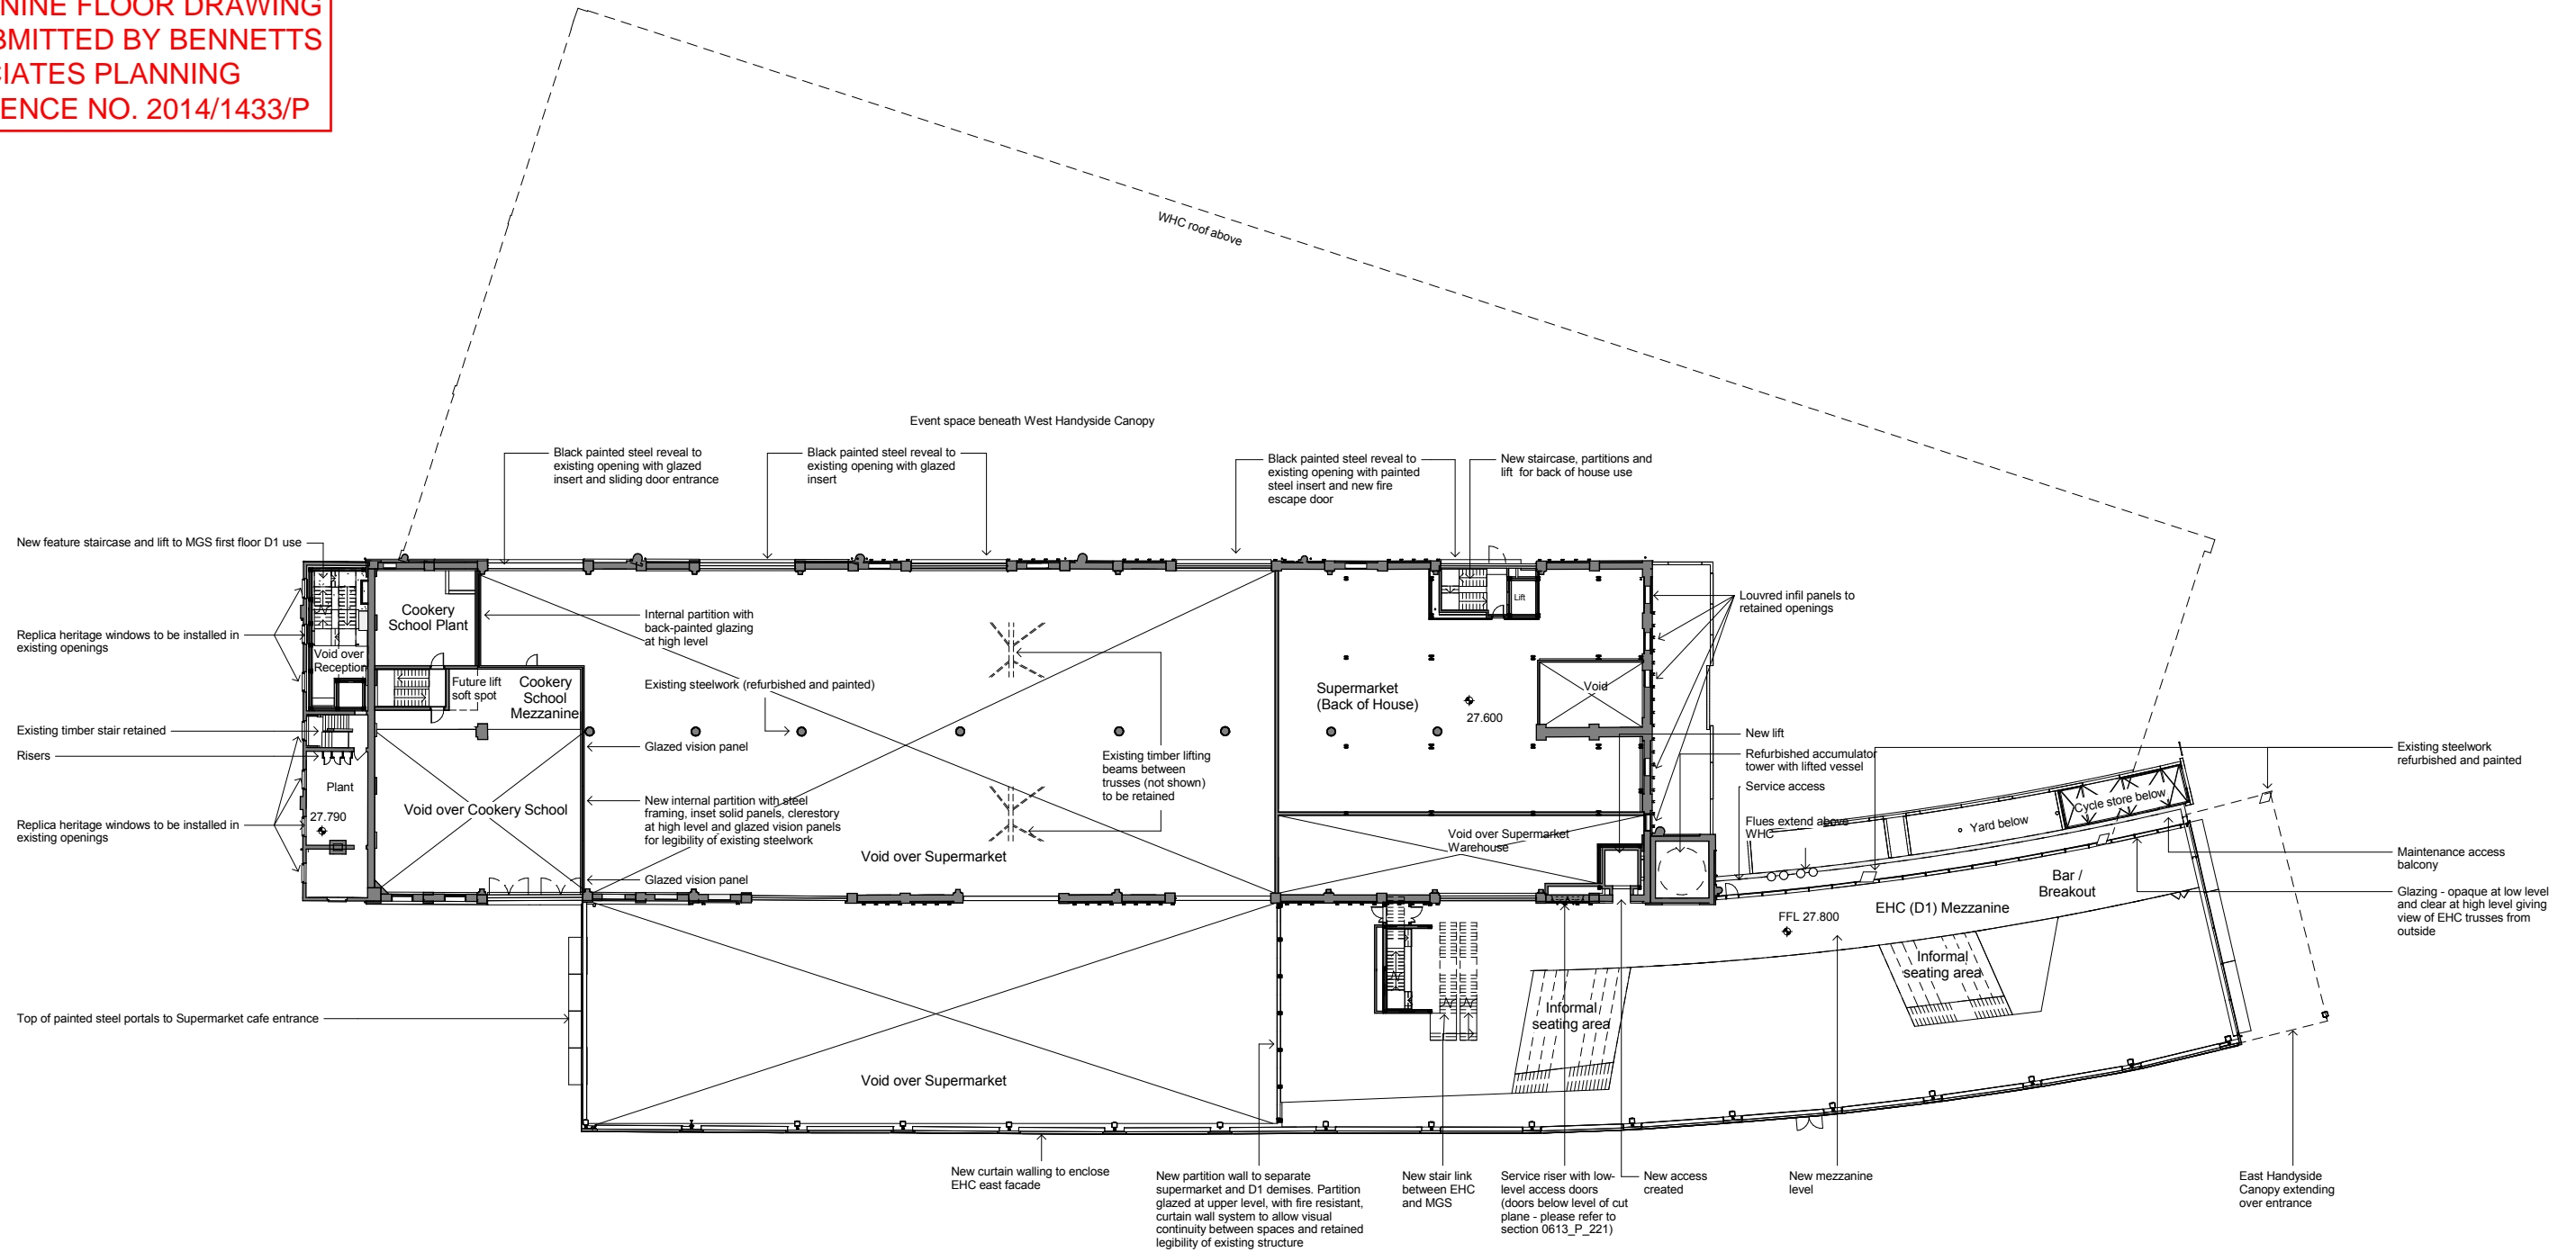 NINE FLOOR DRAWING
BMITTED BY BENNETTS
CIATES PLANNING
ENCE NO. 2014/1433/P
WHC roof above
Event space beneath West Handyside Canopy
Black painted steel reveal to
existing opening with glazed
insert and sliding door entrance
Black painted steel reveal to
existing opening with glazed
insert
Black painted steel reveal to
existing opening with painted
steel insert and new fire
escape door
New staircase, partitions and
lift for back of house use
New feature staircase and lift to MGS first floor D1 use
Replica heritage windows to be installed in
existing openings
Existing timber stair retained
Risers
Replica heritage windows to be installed in
existing openings
Top of painted steel portals to Supermarket cafe entrance
Void over
Reception
Plant
27.790
Cookery
School Plant
Future lift
soft spot
Cookery
School
Mezzanine
Void over Cookery School
Internal partition with
back-painted glazing
at high level
Existing steelwork (refurbished and painted)
Glazed vision panel
New internal partition with steel
framing, inset solid panels, clerestory
at high level and glazed vision panels
for legibility of existing steelwork
Glazed vision panel
Void over Supermarket
Existing timber lifting
beams between
trusses (not shown)
to be retained
Supermarket
(Back of House)
27.600
Lift
Void
Void over Supermarket
Warehouse
Louvred infil panels to
retained openings
New lift
Refurbished accumulator
tower with lifted vessel
Service access
Flues extend above
WHC
Yard below
Cycle store below
Existing steelwork
refurbished and painted
Maintenance access
balcony
Glazing - opaque at low level
and clear at high level giving
view of EHC trusses from
outside
Bar /
Breakout
EHC (D1) Mezzanine
FFL 27.800
Informal
seating area
Informal
seating area
Void over Supermarket
New curtain walling to enclose
EHC east facade
New partition wall to separate
supermarket and D1 demises. Partition
glazed at upper level, with fire resistant,
curtain wall system to allow visual
continuity between spaces and retained
legibility of existing structure
New stair link
between EHC
and MGS
Service riser with low-
level access doors
(doors below level of cut
plane - please refer to
section 0613_P_221)
New access
created
New mezzanine
level
East Handyside
Canopy extending
over entrance